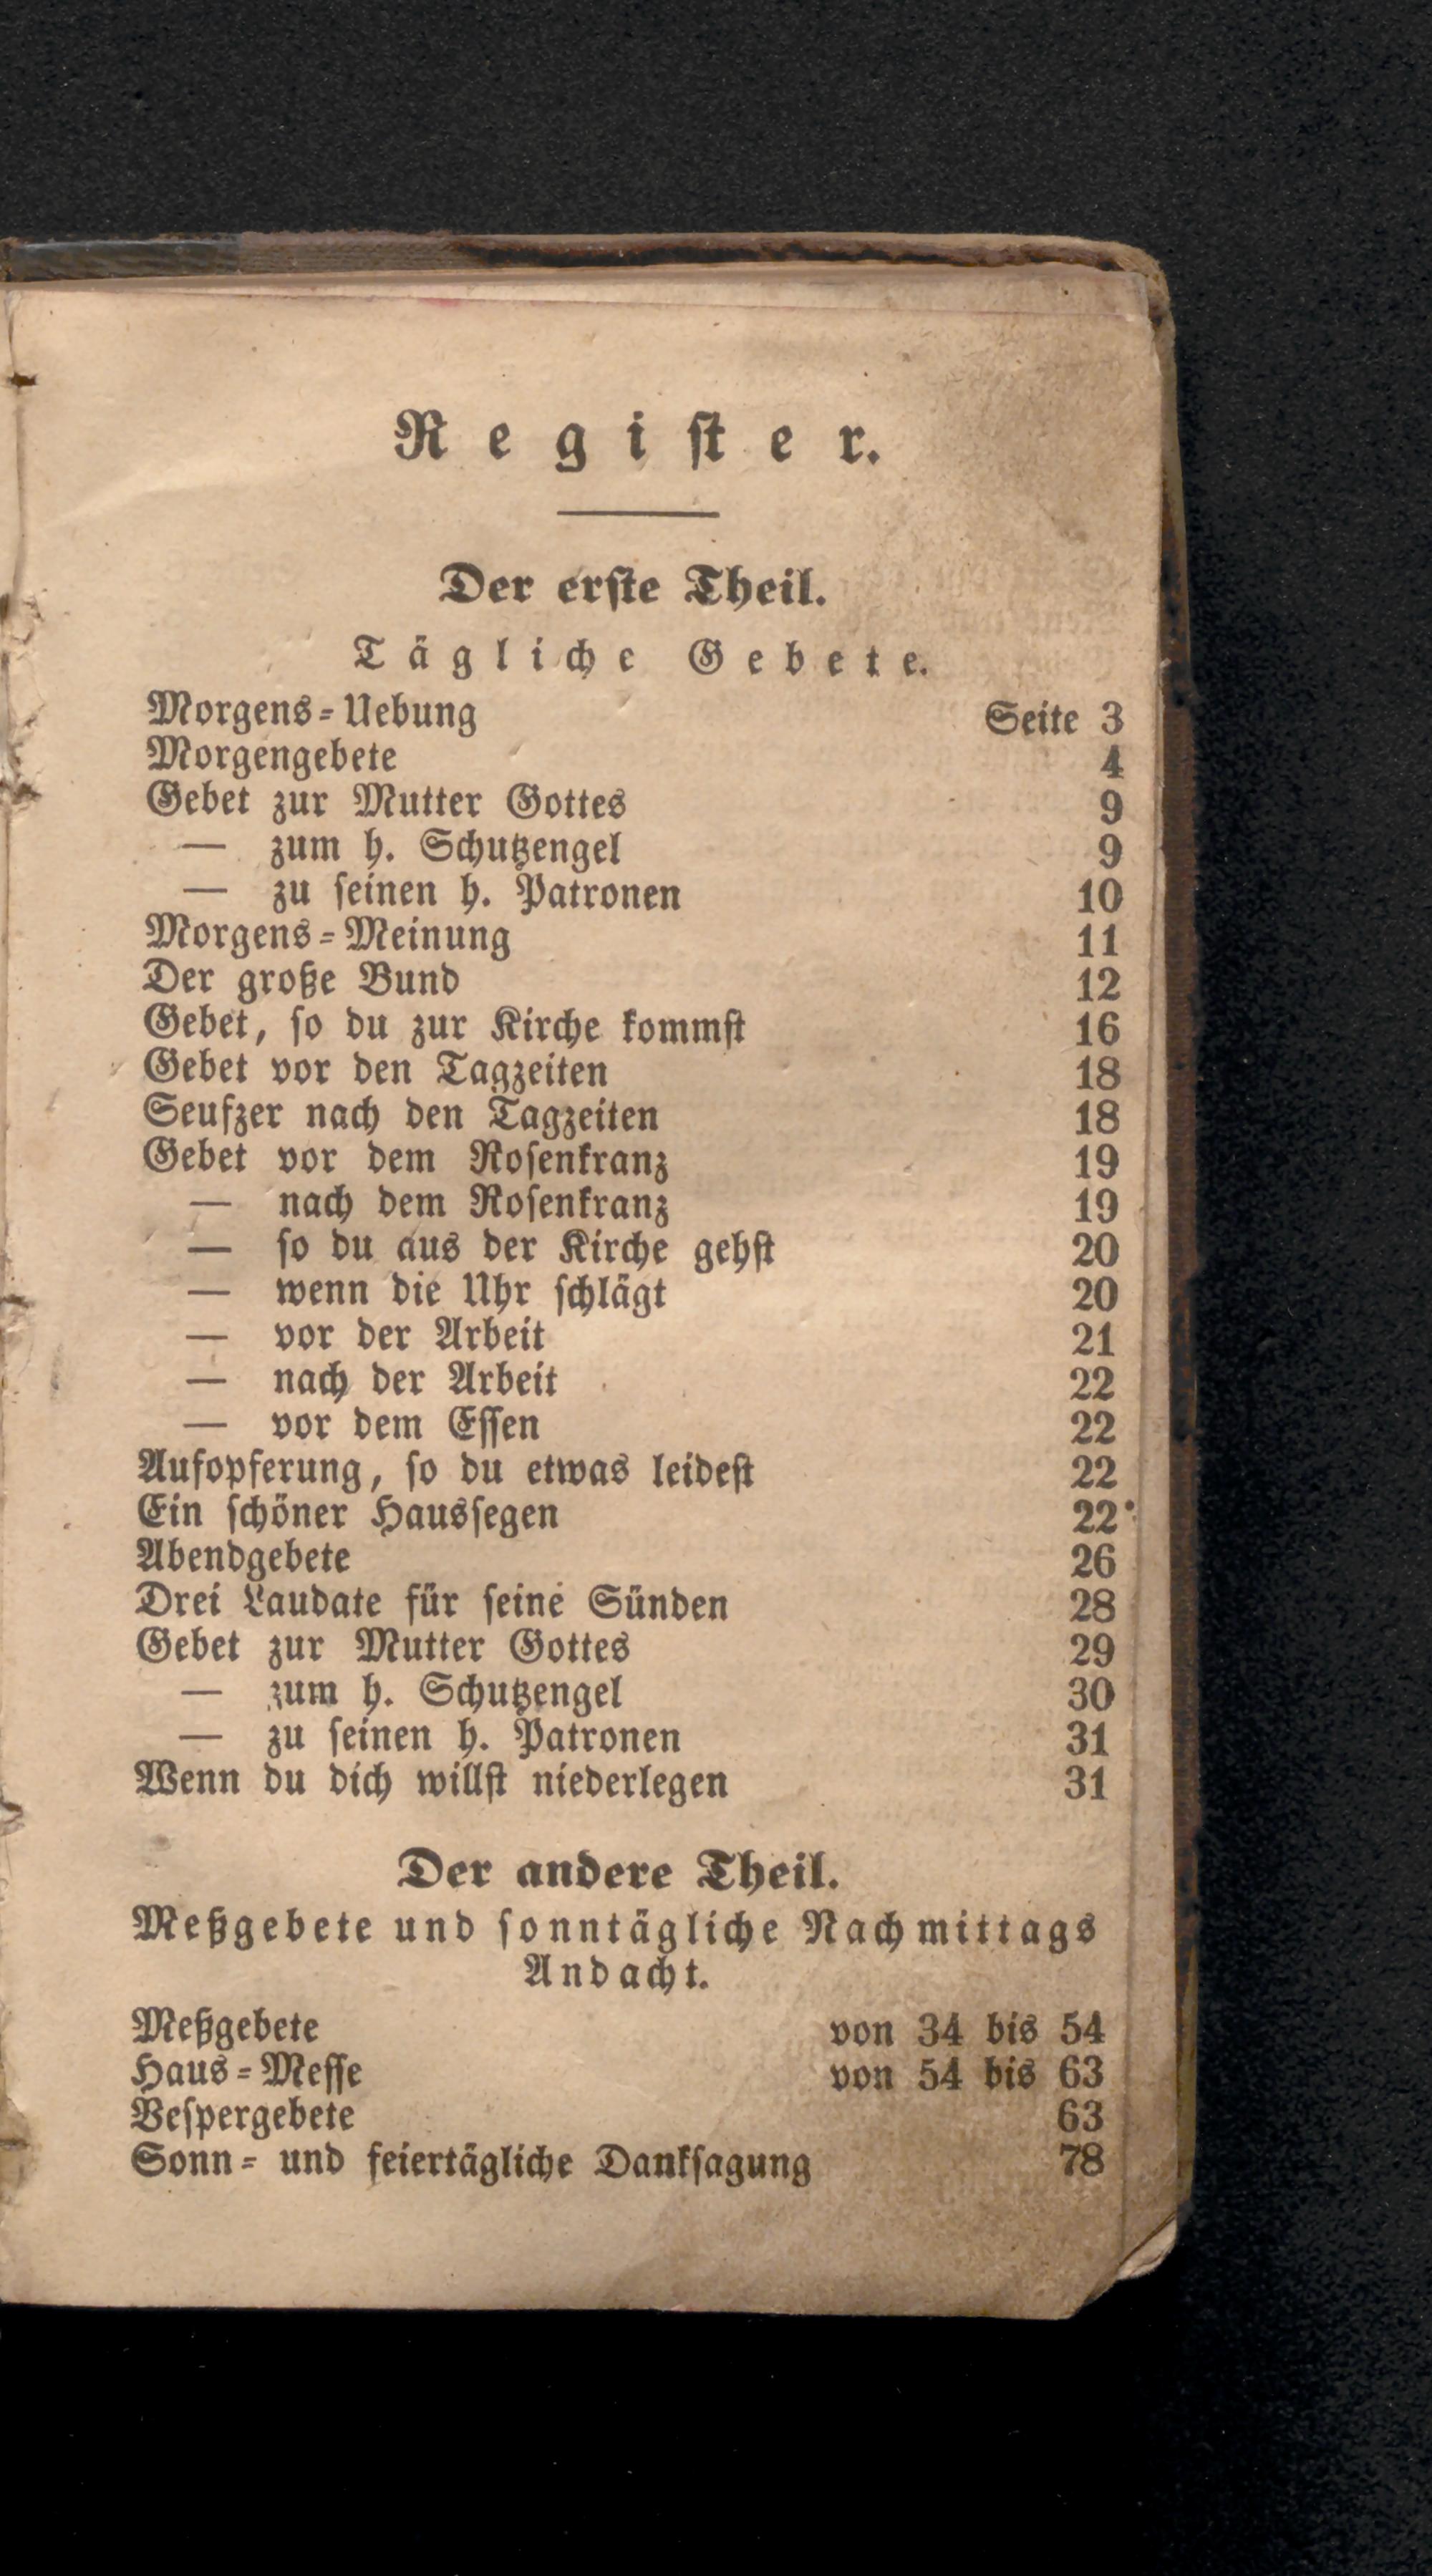 Register.
Der erste Theil.
Tägliche Gebete.
Morgens-Uebung Seite 3
Morgengebete 4
Gebet zur Mutter Gottes 9
— zum h. Schutzengel 9
— zu seinen h. Patronen 10
Morgens-Meinung 11
Der große Bund 12
Gebet, so du zur Kirche kommst 16
Gebet vor den Tagzeiten 18
Seufzer nach den Tagzeiten 18
Gebet vor dem Rosenkranz 19
— nach dem Rosenkranz 19
— so du aus der Kirche gehst 20
— wenn die Uhr schlägt 20
— vor der Arbeit 21
— nach der Arbeit 22
— vor dem Essen 22
Aufopferung, so du etwas leidest 22
Ein schöner Haussegen 22
Abendgebete 26
Drei Laudate für seine Sünden 28
Gebet zur Mutter Gottes 29
— zum h. Schutzengel 30
— zu seinen h. Patronen 31
Wenn du dich willst niederlegen 31
Der andere Theil.
Meßgebete und sonntägliche Nachmittags
Andacht.
Meßgebete von 34 bis 54
Haus-Messe von 54 bis 63
Vespergebete 63
Sonn- und feiertägliche Danksagung 78